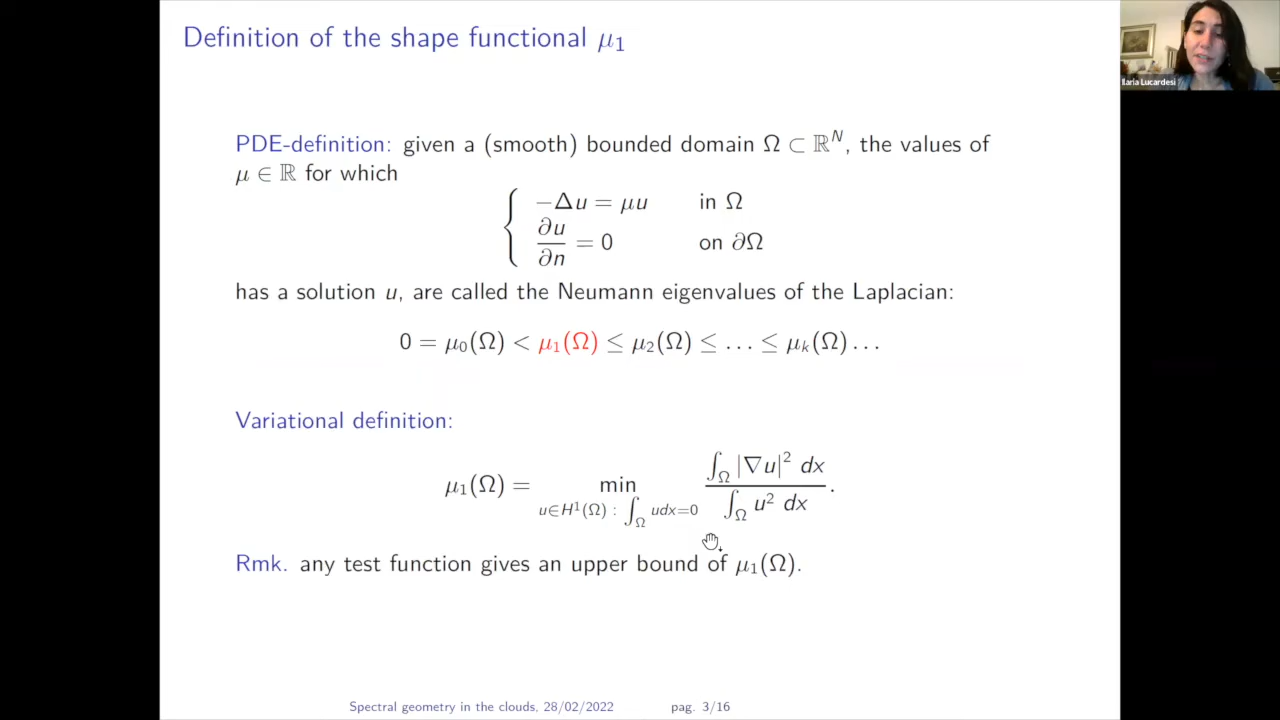 Definition of the shape functional μ₁
Ilaria Lucardesi
PDE-definition: given a (smooth) bounded domain Ω ⊂ ℝᴺ, the values of
μ ∈ ℝ for which
−Δu = μu in Ω
∂u/∂n = 0 on ∂Ω
has a solution u, are called the Neumann eigenvalues of the Laplacian:
0 = μ₀(Ω) < μ₁(Ω) ≤ μ₂(Ω) ≤ … ≤ μₖ(Ω) …
Variational definition:
μ₁(Ω) = min u∈H¹(Ω) : ∫_Ω udx=0 ∫_Ω |∇u|² dx / ∫_Ω u² dx .
Rmk. any test function gives an upper bound of μ₁(Ω).
Spectral geometry in the clouds, 28/02/2022 pag. 3/16